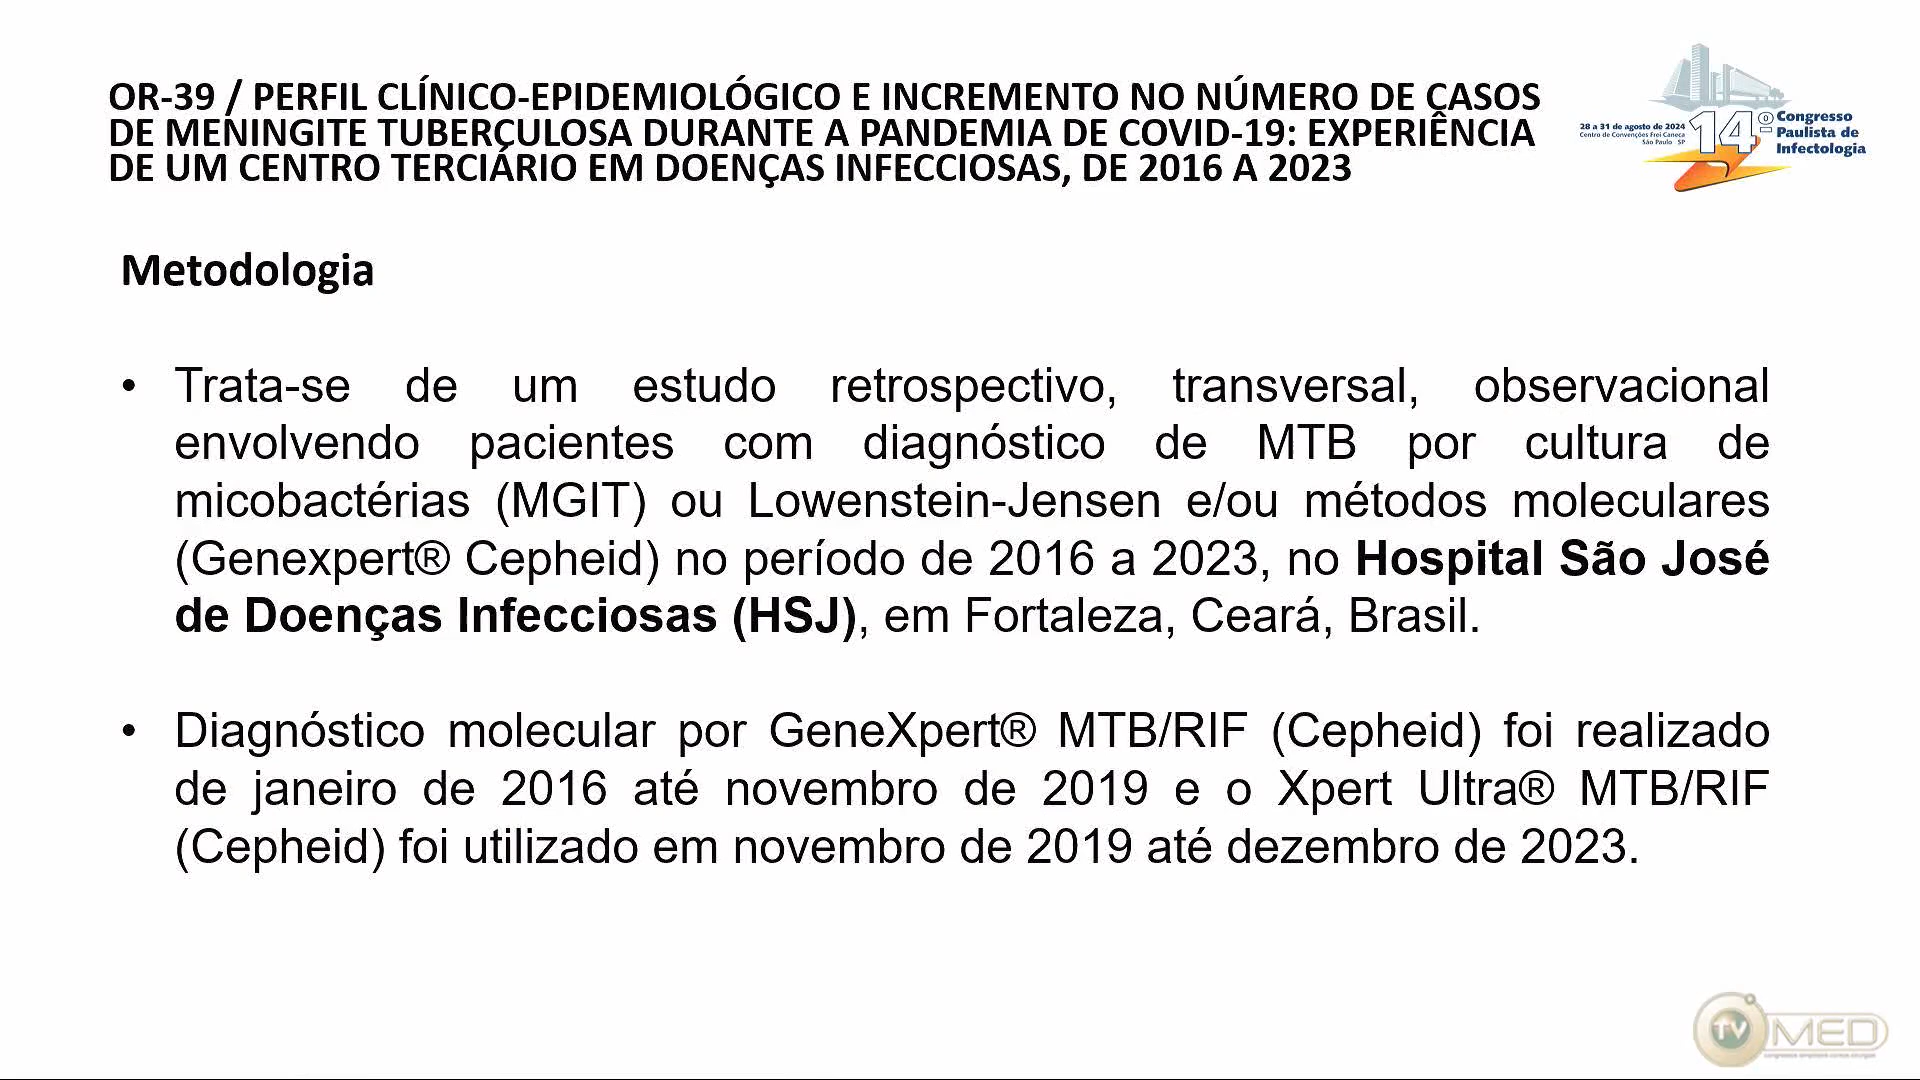 OR-39 / PERFIL CLÍNICO-EPIDEMIOLÓGICO E INCREMENTO NO NÚMERO DE CASOS
DE MENINGITE TUBERCULOSA DURANTE A PANDEMIA DE COVID-19: EXPERIÊNCIA
DE UM CENTRO TERCIÁRIO EM DOENÇAS INFECCIOSAS, DE 2016 A 2023
28 a 31 de agosto de 2024
Centro de Convenções Frei Caneca
São Paulo SP
14º Congresso
Paulista de
Infectologia
Metodologia
• Trata-se de um estudo retrospectivo, transversal, observacional
envolvendo pacientes com diagnóstico de MTB por cultura de
micobactérias (MGIT) ou Lowenstein-Jensen e/ou métodos moleculares
(Genexpert® Cepheid) no período de 2016 a 2023, no Hospital São José
de Doenças Infecciosas (HSJ), em Fortaleza, Ceará, Brasil.
• Diagnóstico molecular por GeneXpert® MTB/RIF (Cepheid) foi realizado
de janeiro de 2016 até novembro de 2019 e o Xpert Ultra® MTB/RIF
(Cepheid) foi utilizado em novembro de 2019 até dezembro de 2023.
TV MED